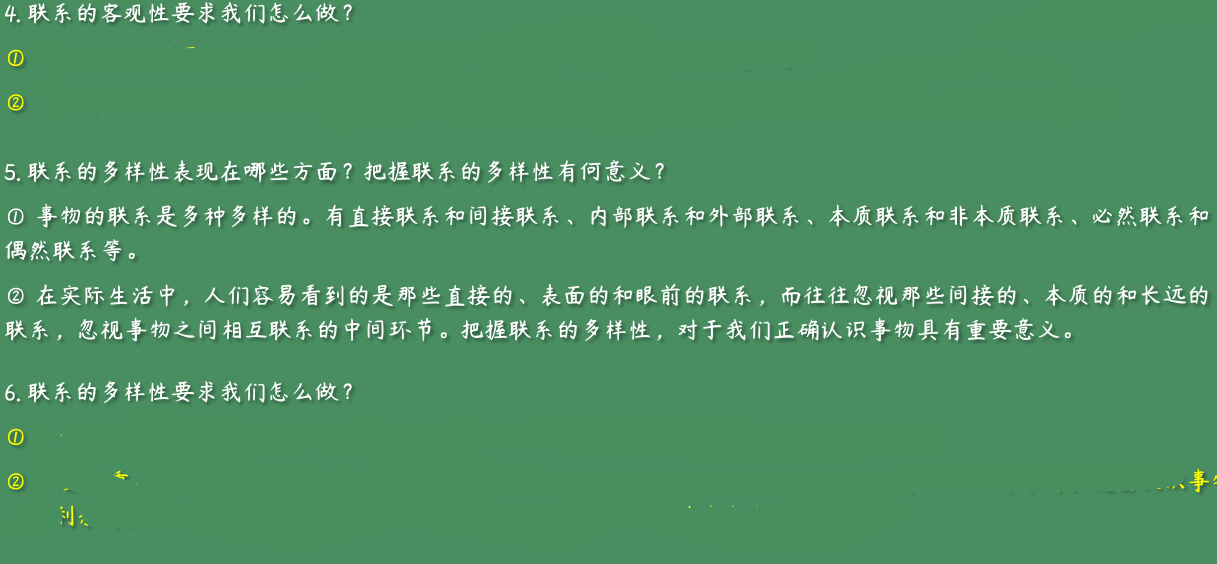 4. 联系的客观性要求我们怎么做？
①
②
5. 联系的多样性表现在哪些方面？把握联系的多样性有何意义？
① 事物的联系是多种多样的。有直接联系和间接联系、内部联系和外部联系、本质联系和非本质联系、必然联系和
偶然联系等。
② 在实际生活中，人们容易看到的是那些直接的、表面的和眼前的联系，而往往忽视那些间接的、本质的和长远的
联系，忽视事物之间相互联系的中间环节。把握联系的多样性，对于我们正确认识事物具有重要意义。
6. 联系的多样性要求我们怎么做？
①
② 事